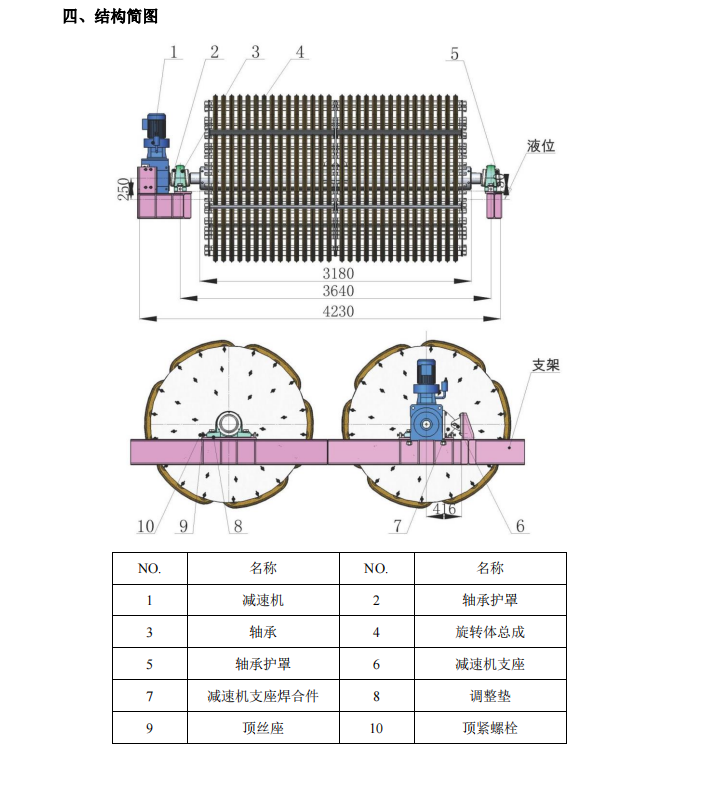 四、结构简图
1 2 3 4 5
液位
250
3180
3640
4230
支架
416
10 9 8 7 6
NO. 名称 NO. 名称
1 减速机 2 轴承护罩
3 轴承 4 旋转体总成
5 轴承护罩 6 减速机支座
7 减速机支座焊合件 8 调整垫
9 顶丝座 10 顶紧螺栓